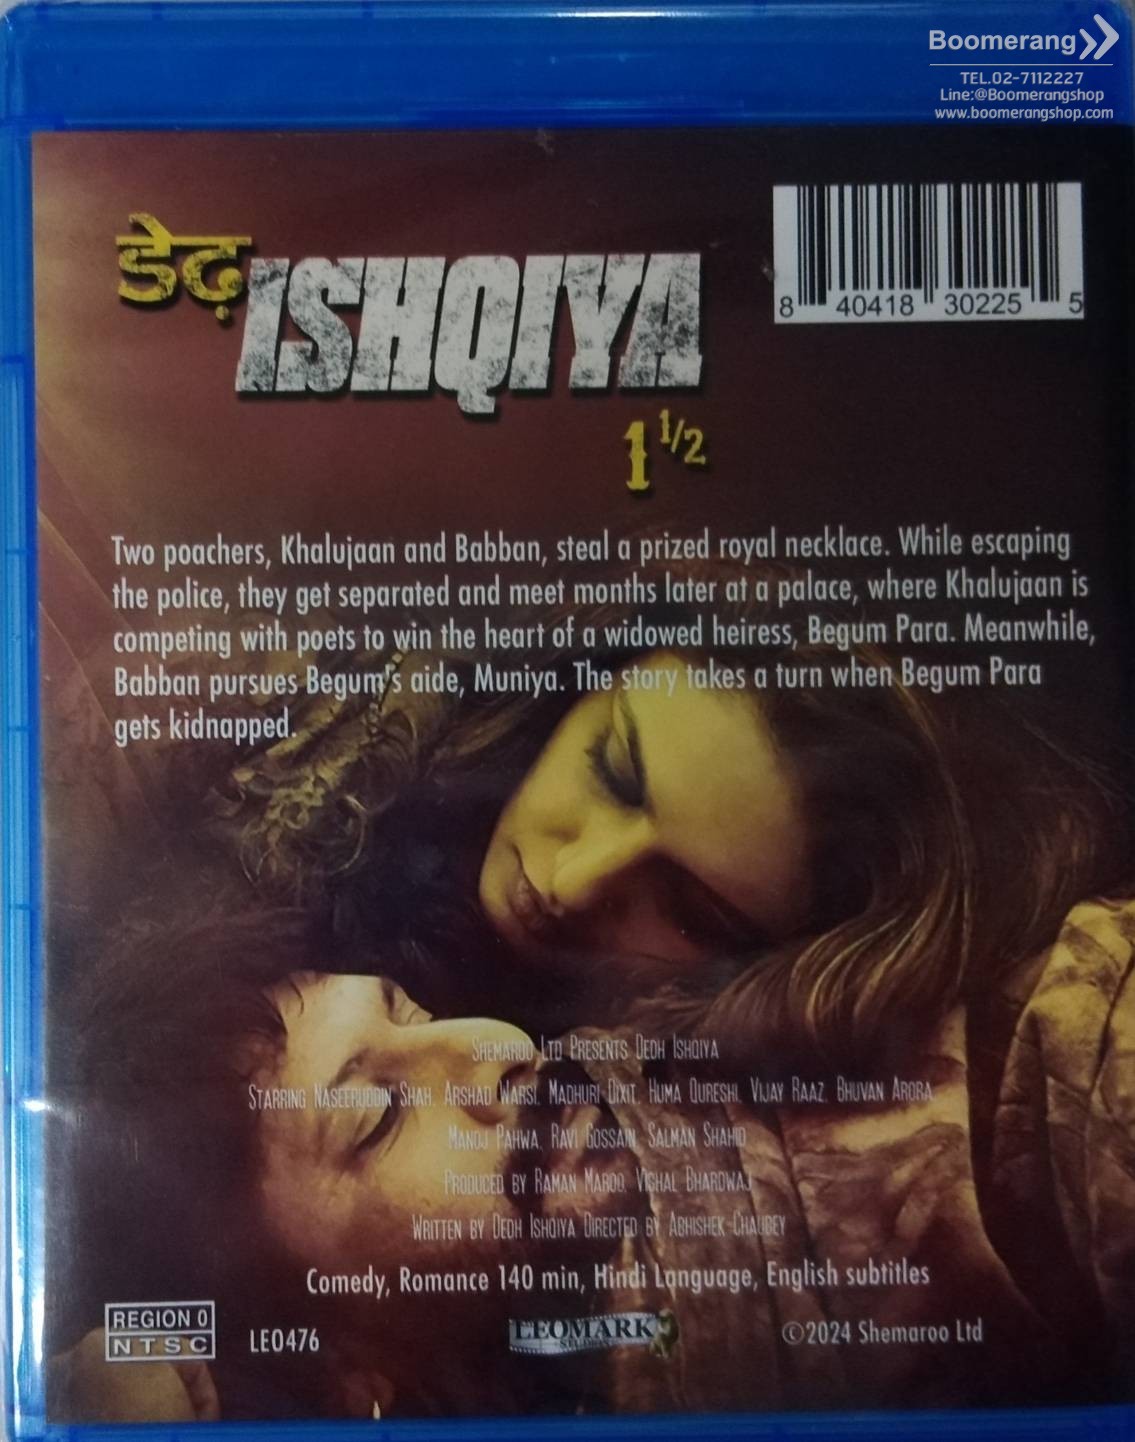 Boomerang
TEL.02-7112227
Line:@Boomerangshop
www.boomerangshop.com
डेढ़
ISHQIYA
1 1/2
8 40418 30225 5
Two poachers, Khalujaan and Babban, steal a prized royal necklace. While escaping
the police, they get separated and meet months later at a palace, where Khalujaan is
competing with poets to win the heart of a widowed heiress, Begum Para. Meanwhile,
Babban pursues Begum's aide, Muniya. The story takes a turn when Begum Para
gets kidnapped.
Shemaroo Ltd Presents Dedh Ishqiya
Starring Naseeruddin Shah, Arshad Warsi, Madhuri Dixit, Huma Qureshi, Vijay Raaz, Bhuvan Arora
Manoj Pahwa, Ravi Gossain, Salman Shahid
Produced by Raman Maroo, Vishal Bhardwaj
Written by Dedh Ishqiya Directed by Abhishek Chaubey
Comedy, Romance 140 min, Hindi Language, English subtitles
REGION 0
NTSC
LEO476
LEOMARK
©2024 Shemaroo Ltd